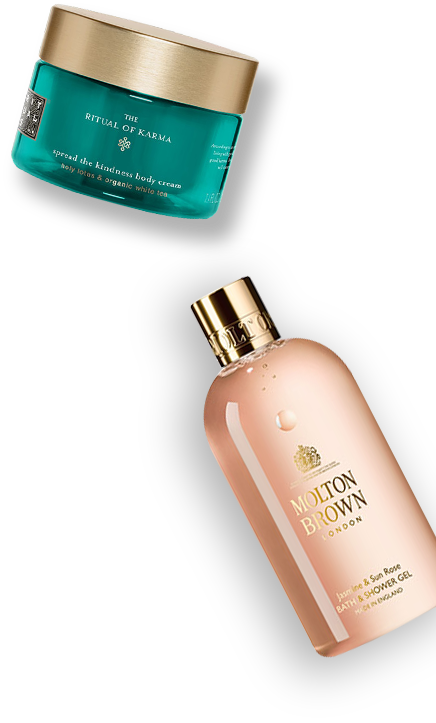 THE
RITUAL OF KARMA
spread the kindness body cream
holy lotus & organic white tea
MOLTON
MOLTON
BROWN
LONDON
Jasmine & Sun Rose
BATH & SHOWER GEL
MADE IN ENGLAND